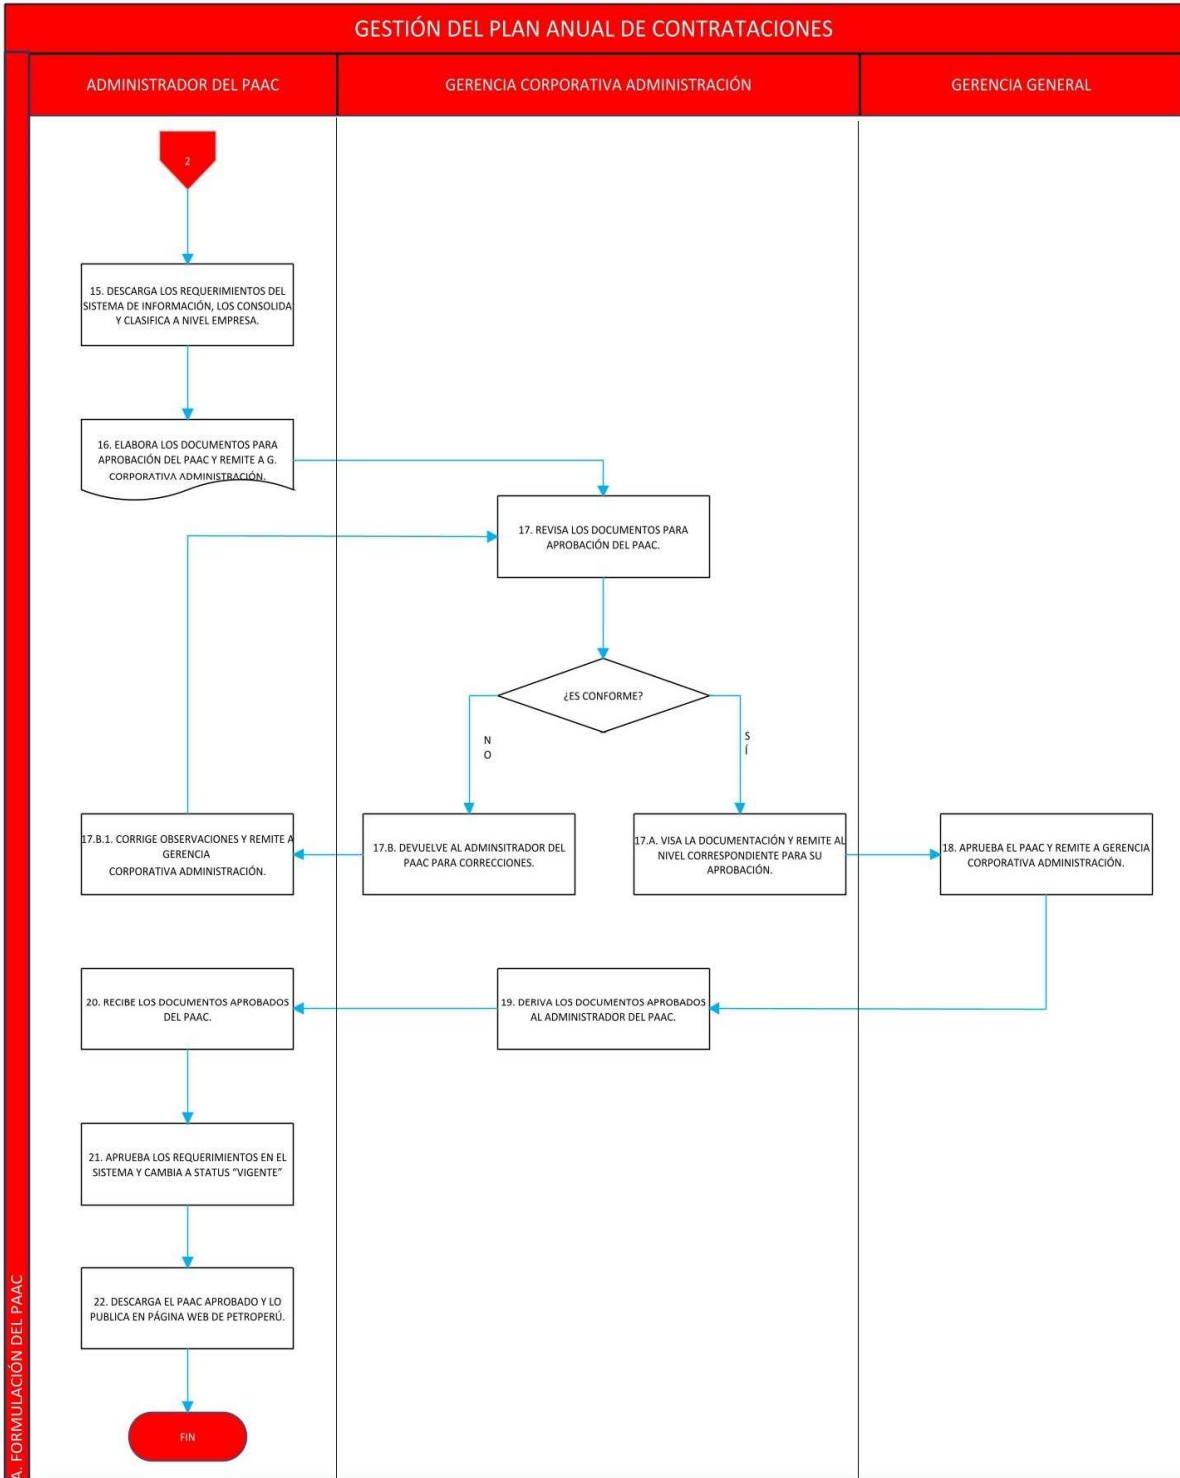 GESTIÓN DEL PLAN ANUAL DE CONTRATACIONES
ADMINISTRADOR DEL PAAC
GERENCIA CORPORATIVA ADMINISTRACIÓN
GERENCIA GENERAL
2
15. DESCARGA LOS REQUERIMIENTOS DEL
SISTEMA DE INFORMACIÓN, LOS CONSOLIDA
Y CLASIFICA A NIVEL EMPRESA.
16. ELABORA LOS DOCUMENTOS PARA
APROBACIÓN DEL PAAC Y REMITE A G.
CORPORATIVA ADMINISTRACIÓN.
17. REVISA LOS DOCUMENTOS PARA
APROBACIÓN DEL PAAC.
¿ES CONFORME?
N
O
S
Í
17.B.1. CORRIGE OBSERVACIONES Y REMITE A
GERENCIA
CORPORATIVA ADMINISTRACIÓN.
17.B. DEVUELVE AL ADMINSITRADOR DEL
PAAC PARA CORRECCIONES.
17.A. VISA LA DOCUMENTACIÓN Y REMITE AL
NIVEL CORRESPONDIENTE PARA SU
APROBACIÓN.
18. APRUEBA EL PAAC Y REMITE A GERENCIA
CORPORATIVA ADMINISTRACIÓN.
20. RECIBE LOS DOCUMENTOS APROBADOS
DEL PAAC.
19. DERIVA LOS DOCUMENTOS APROBADOS
AL ADMINISTRADOR DEL PAAC.
21. APRUEBA LOS REQUERIMIENTOS EN EL
SISTEMA Y CAMBIA A STATUS “VIGENTE”
22. DESCARGA EL PAAC APROBADO Y LO
PUBLICA EN PÁGINA WEB DE PETROPERÚ.
FIN
A. FORMULACIÓN DEL PAAC